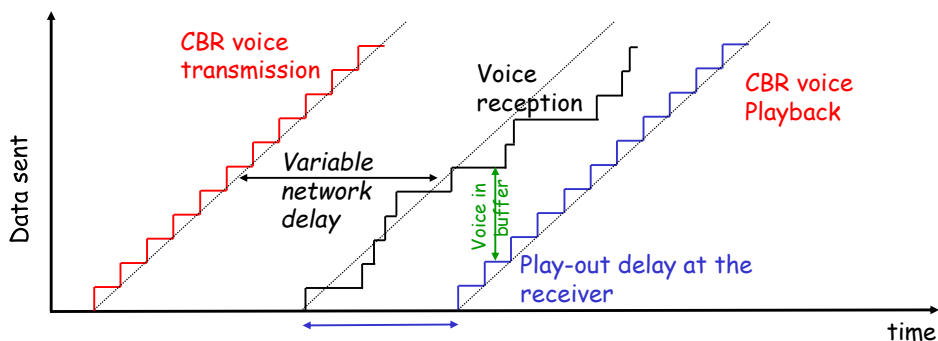 CBR voice
transmission
Voice
reception
CBR voice
Playback
Data sent
Variable
network
delay
Voice in
buffer
Play-out delay at the
receiver
time